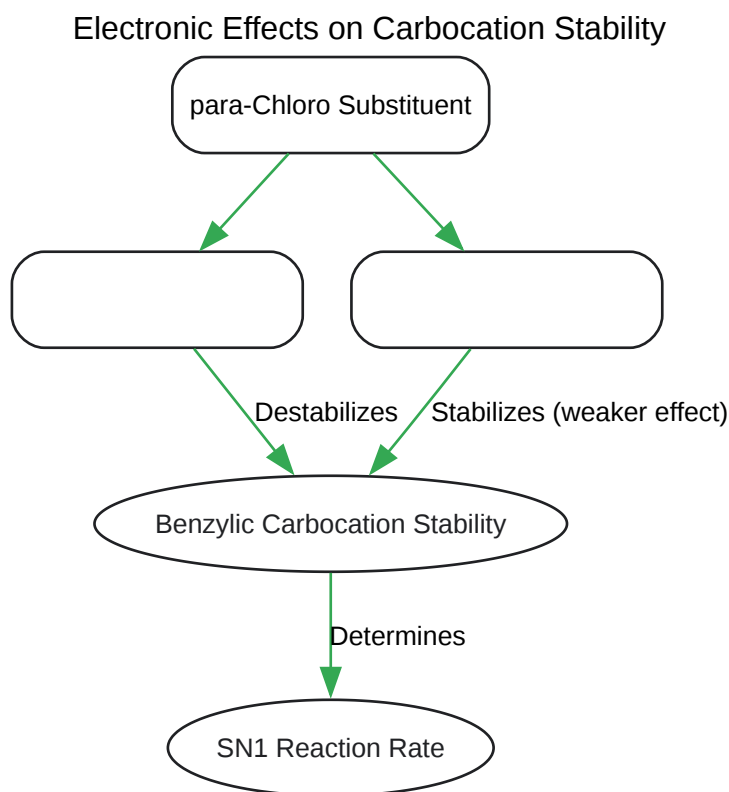 Electronic Effects on Carbocation Stability
para-Chloro Substituent
Destabilizes
Stabilizes (weaker effect)
Benzylic Carbocation Stability
Determines
SN1 Reaction Rate